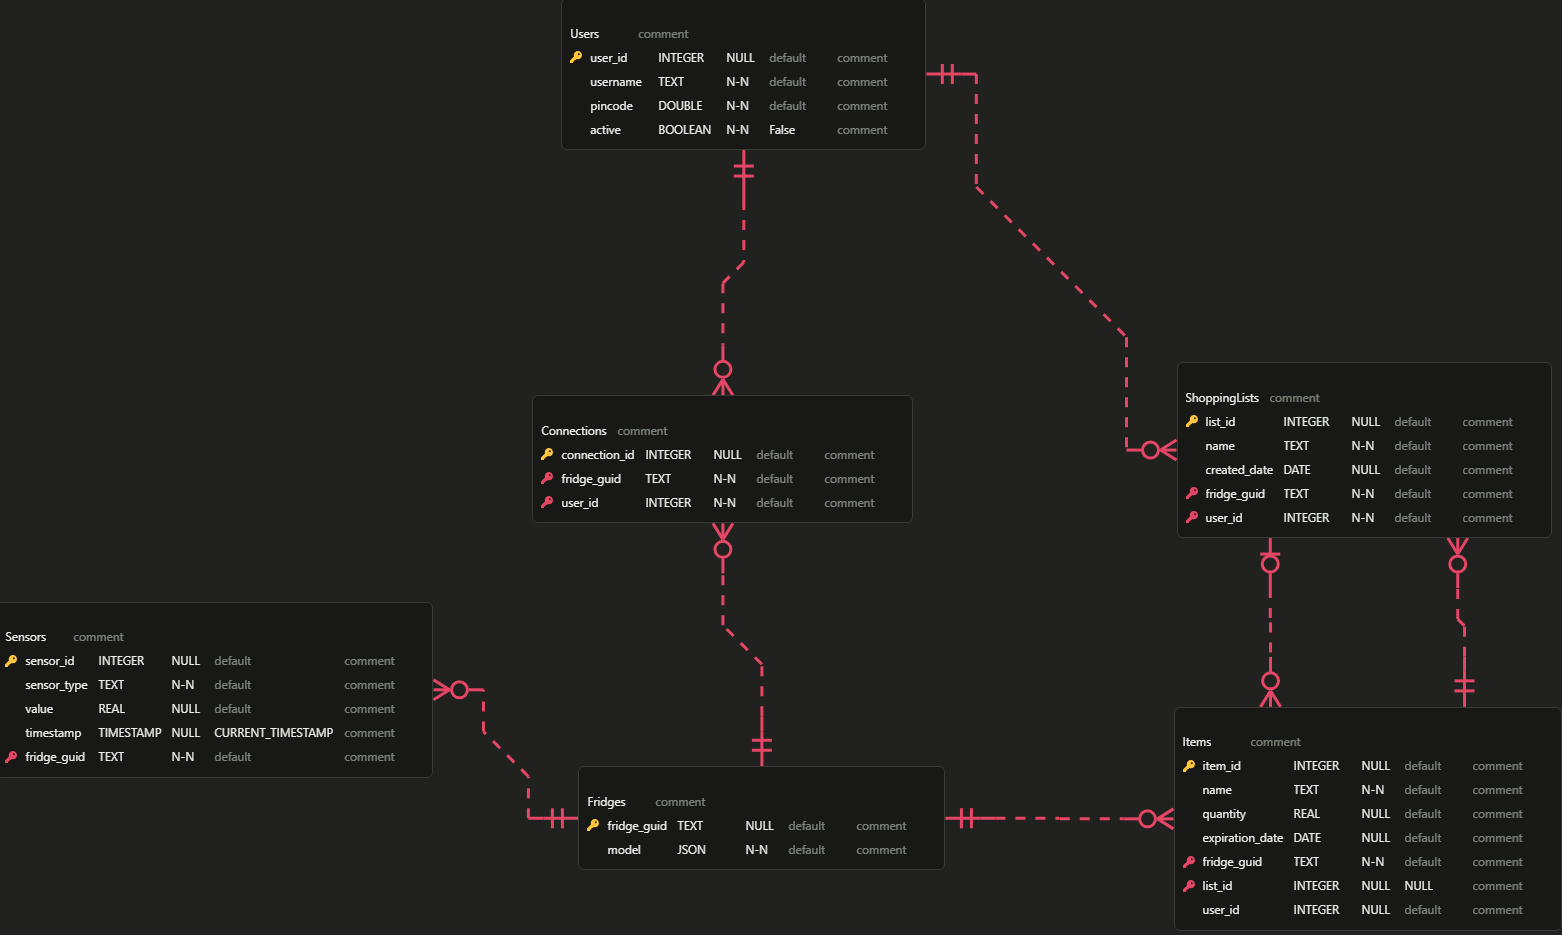 Users comment
user_id INTEGER NULL default comment
username TEXT N-N default comment
pincode DOUBLE N-N default comment
active BOOLEAN N-N False comment
Connections comment
connection_id INTEGER NULL default comment
fridge_guid TEXT N-N default comment
user_id INTEGER N-N default comment
ShoppingLists comment
list_id INTEGER NULL default comment
name TEXT N-N default comment
created_date DATE NULL default comment
fridge_guid TEXT N-N default comment
user_id INTEGER N-N default comment
Sensors comment
sensor_id INTEGER NULL default comment
sensor_type TEXT N-N default comment
value REAL NULL default comment
timestamp TIMESTAMP NULL CURRENT_TIMESTAMP comment
fridge_guid TEXT N-N default comment
Fridges comment
fridge_guid TEXT NULL default comment
model JSON N-N default comment
Items comment
item_id INTEGER NULL default comment
name TEXT N-N default comment
quantity REAL NULL default comment
expiration_date DATE NULL default comment
fridge_guid TEXT N-N default comment
list_id INTEGER NULL NULL comment
user_id INTEGER NULL default comment